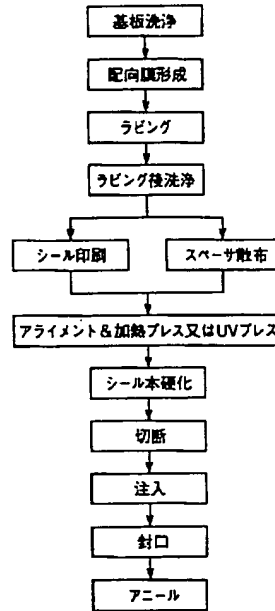 基板洗浄
配向膜形成
ラビング
ラビング後洗浄
シール印刷
スペーサ散布
アライメント&加熱プレス又はUVプレス
シール本硬化
切断
注入
封口
アニール